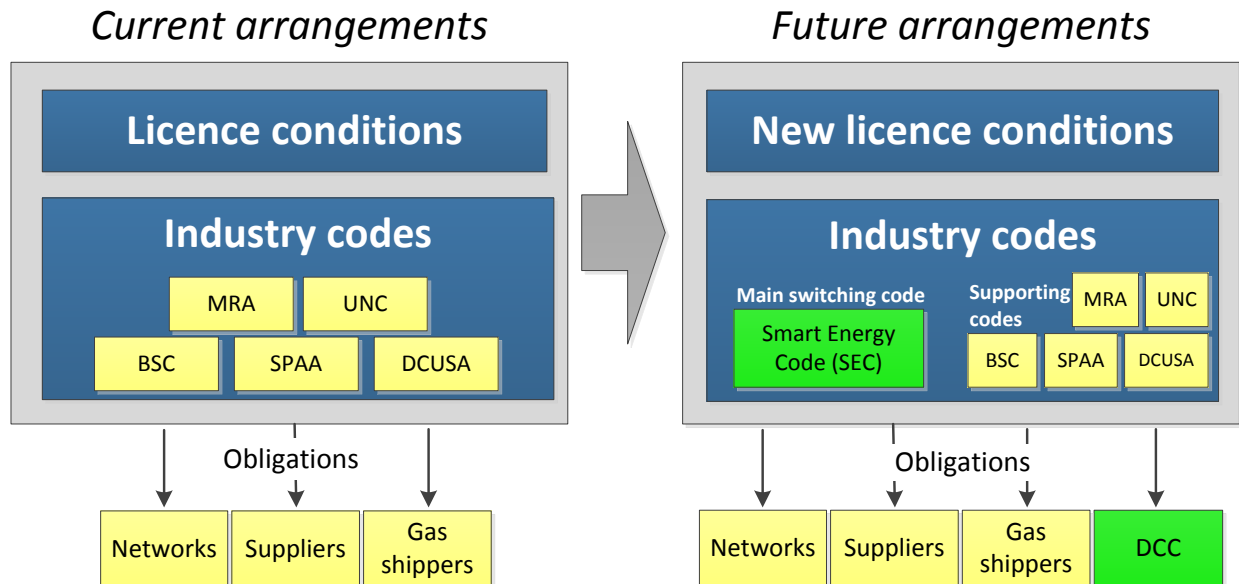 Current arrangements
Licence conditions
Industry codes
MRA
UNC
BSC
SPAA
DCUSA
Obligations
Networks
Suppliers
Gas
shippers
Future arrangements
New licence conditions
Industry codes
Main switching code
Smart Energy
Code (SEC)
Supporting
codes
MRA
UNC
BSC
SPAA
DCUSA
Obligations
Networks
Suppliers
Gas
shippers
DCC